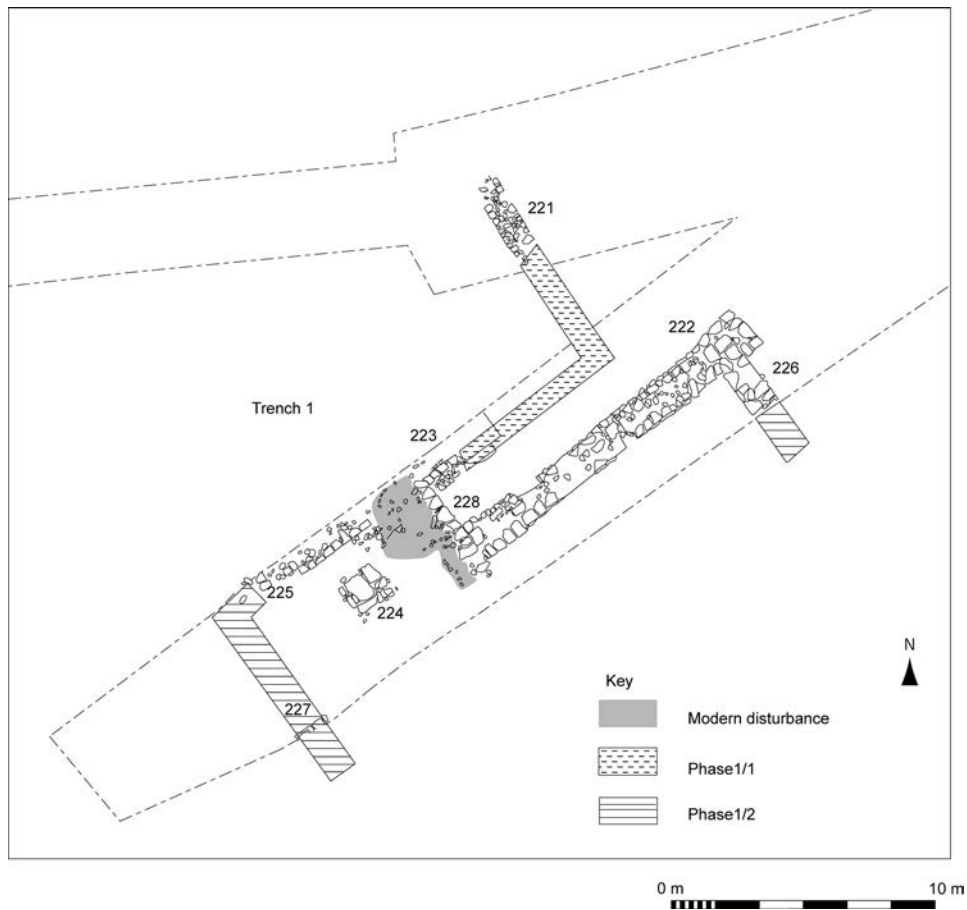 221
222
226
Trench 1
223
228
225
224
N
227
Key
Modern disturbance
Phase1/1
Phase1/2
0 m 10 m